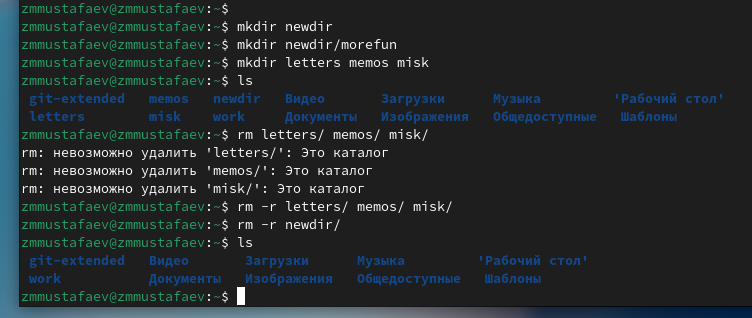 zmmustafaev@zmmustafaev:~$
zmmustafaev@zmmustafaev:~$ mkdir newdir
zmmustafaev@zmmustafaev:~$ mkdir newdir/morefun
zmmustafaev@zmmustafaev:~$ mkdir letters memos misk
zmmustafaev@zmmustafaev:~$ ls
git-extended memos newdir Видео Загрузки Музыка 'Рабочий стол'
letters misk work Документы Изображения Общедоступные Шаблоны
zmmustafaev@zmmustafaev:~$ rm letters/ memos/ misk/
rm: невозможно удалить 'letters/': Это каталог
rm: невозможно удалить 'memos/': Это каталог
rm: невозможно удалить 'misk/': Это каталог
zmmustafaev@zmmustafaev:~$ rm -r letters/ memos/ misk/
zmmustafaev@zmmustafaev:~$ rm -r newdir/
zmmustafaev@zmmustafaev:~$ ls
git-extended Видео Загрузки Музыка 'Рабочий стол'
work Документы Изображения Общедоступные Шаблоны
zmmustafaev@zmmustafaev:~$